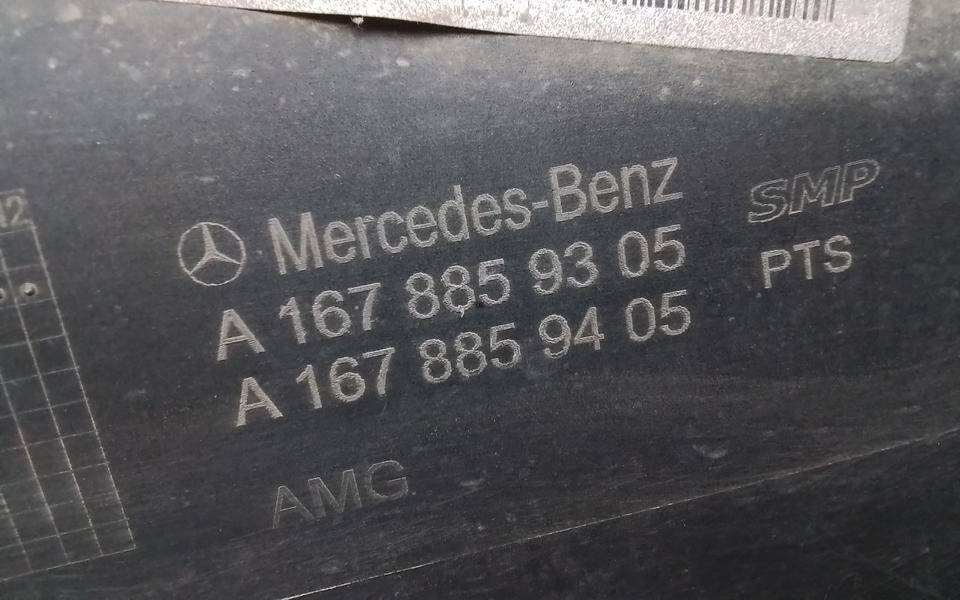 Mercedes-Benz
A 167 885 93 05
A 167 885 94 05
SMP
PTS
AMG